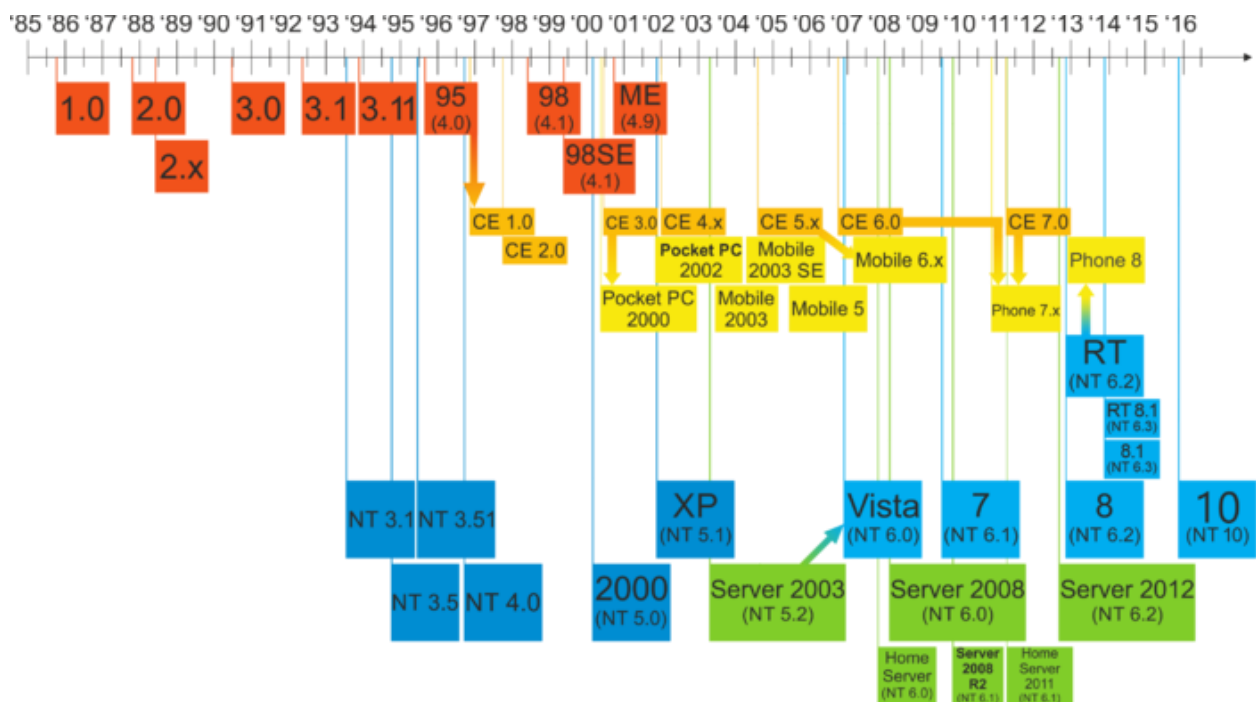 '85 '86 '87 '88 '89 '90 '91 '92 '93 '94 '95 '96 '97 '98 '99 '00 '01 '02 '03 '04 '05 '06 '07 '08 '09 '10 '11 '12 '13 '14 '15 '16
1.0
2.0
3.0
3.1
3.11
95
(4.0)
98
(4.1)
ME
(4.9)
2.x
98SE
(4.1)
CE 1.0
CE 3.0
CE 4.x
CE 5.x
CE 6.0
CE 7.0
CE 2.0
Pocket PC
2002
Mobile
2003 SE
Mobile 6.x
Phone 8
Pocket PC
2000
Mobile
2003
Mobile 5
Phone 7.x
RT
(NT 6.2)
RT 8.1
(NT 6.3)
8.1
(NT 6.3)
NT 3.1
NT 3.51
XP
(NT 5.1)
Vista
(NT 6.0)
7
(NT 6.1)
8
(NT 6.2)
10
(NT 10)
NT 3.5
NT 4.0
2000
(NT 5.0)
Server 2003
(NT 5.2)
Server 2008
(NT 6.0)
Server 2012
(NT 6.2)
Home
Server
(NT 6.0)
Server
2008
R2
(NT 6.1)
Home
Server
2011
(NT 6.1)